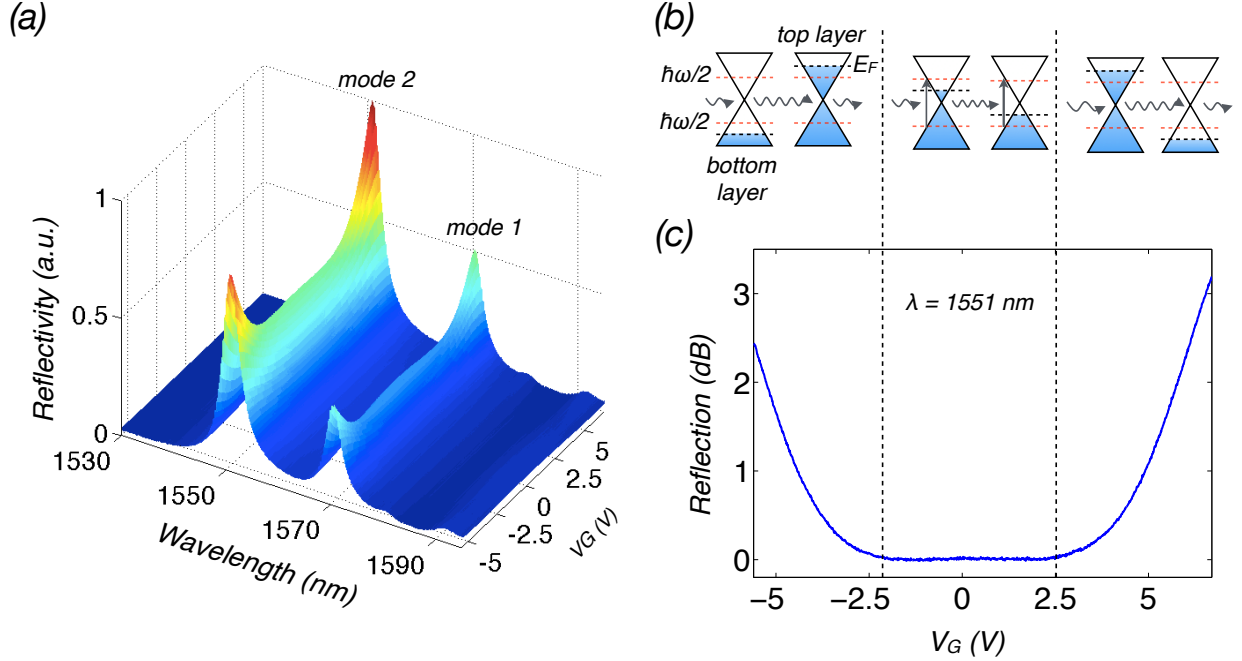 (a)
mode 2
mode 1
Reflectivity (a.u.)
1
0.5
0
1530
1550
1570
1590
Wavelength (nm)
5
2.5
0
-2.5
-5
VG (V)
(b)
top layer
E_F
ħω/2
ħω/2
bottom
layer
(c)
λ = 1551 nm
Reflection (dB)
3
2
1
0
−5
−2.5
0
2.5
5
V_G (V)